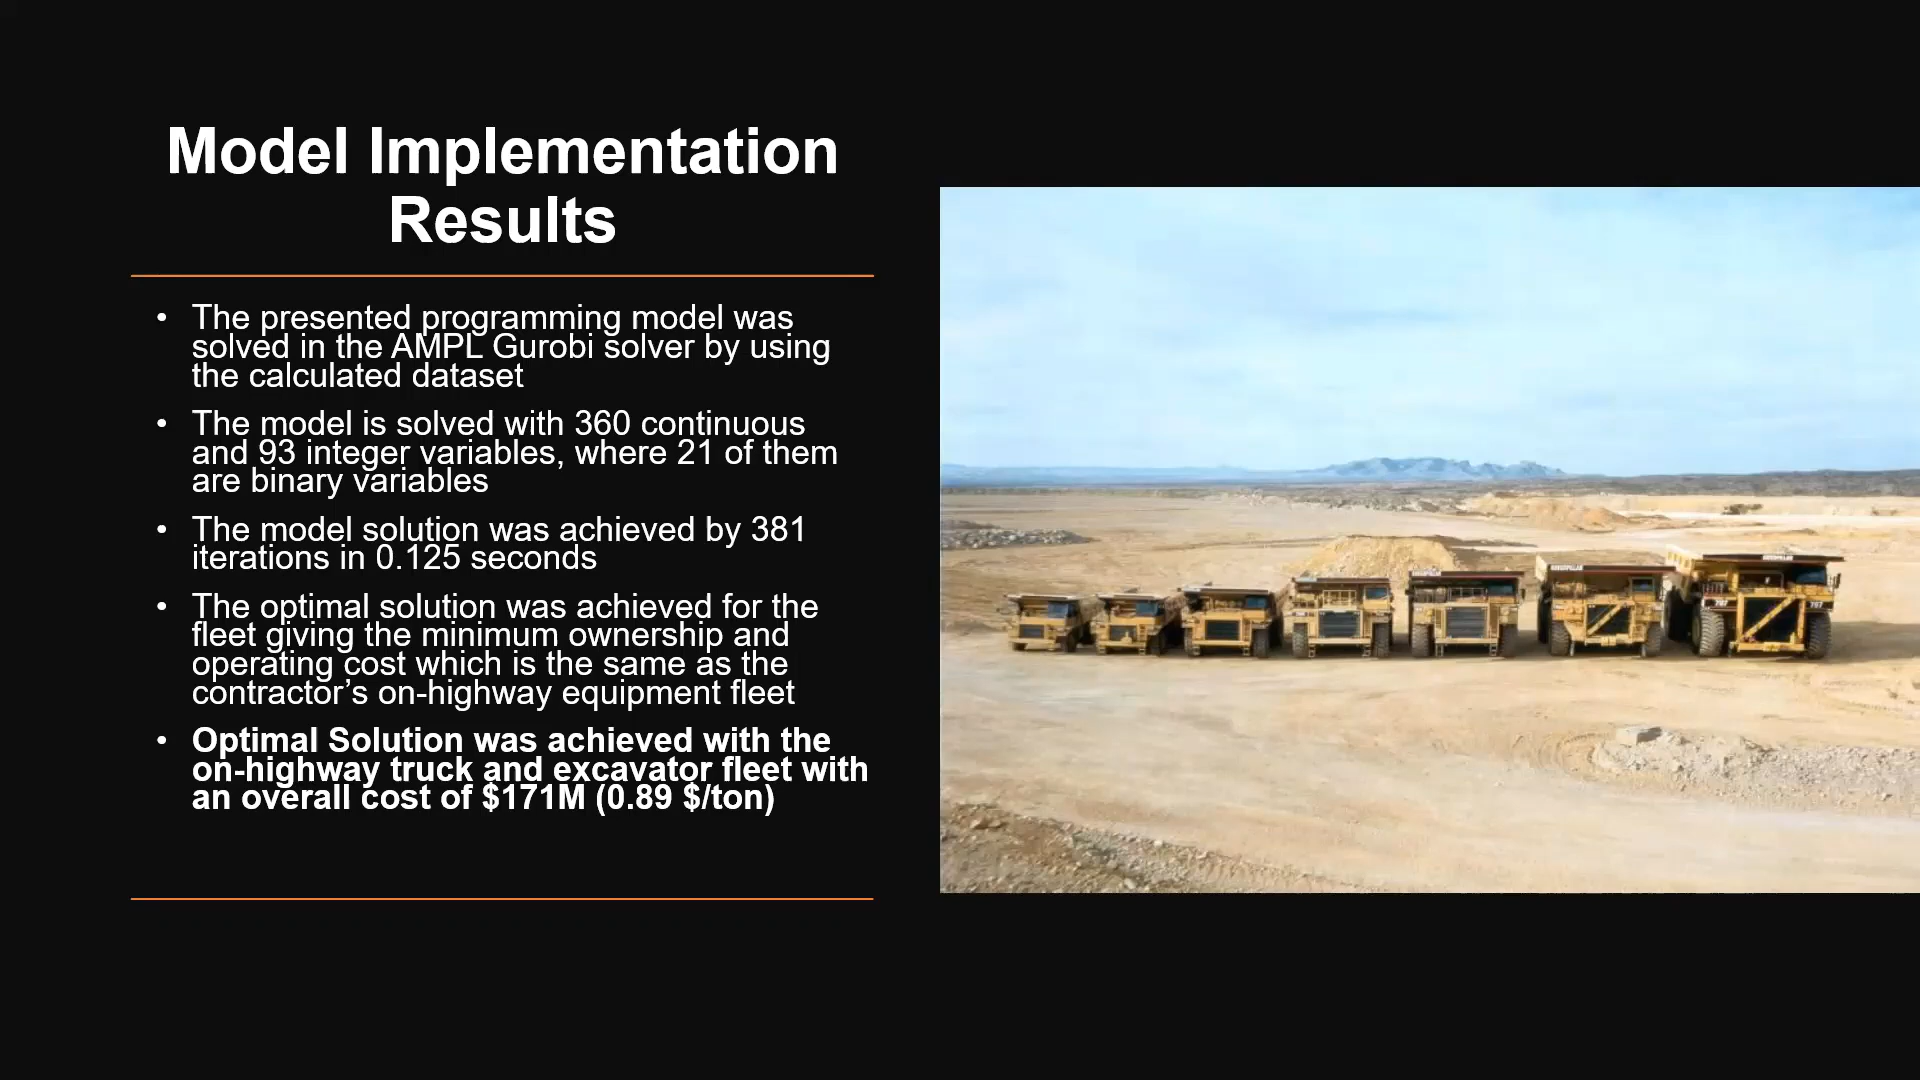 Model Implementation
Results
• The presented programming model was
solved in the AMPL Gurobi solver by using
the calculated dataset
• The model is solved with 360 continuous
and 93 integer variables, where 21 of them
are binary variables
• The model solution was achieved by 381
iterations in 0.125 seconds
• The optimal solution was achieved for the
fleet giving the minimum ownership and
operating cost which is the same as the
contractor’s on-highway equipment fleet
• Optimal Solution was achieved with the
on-highway truck and excavator fleet with
an overall cost of $171M (0.89 $/ton)